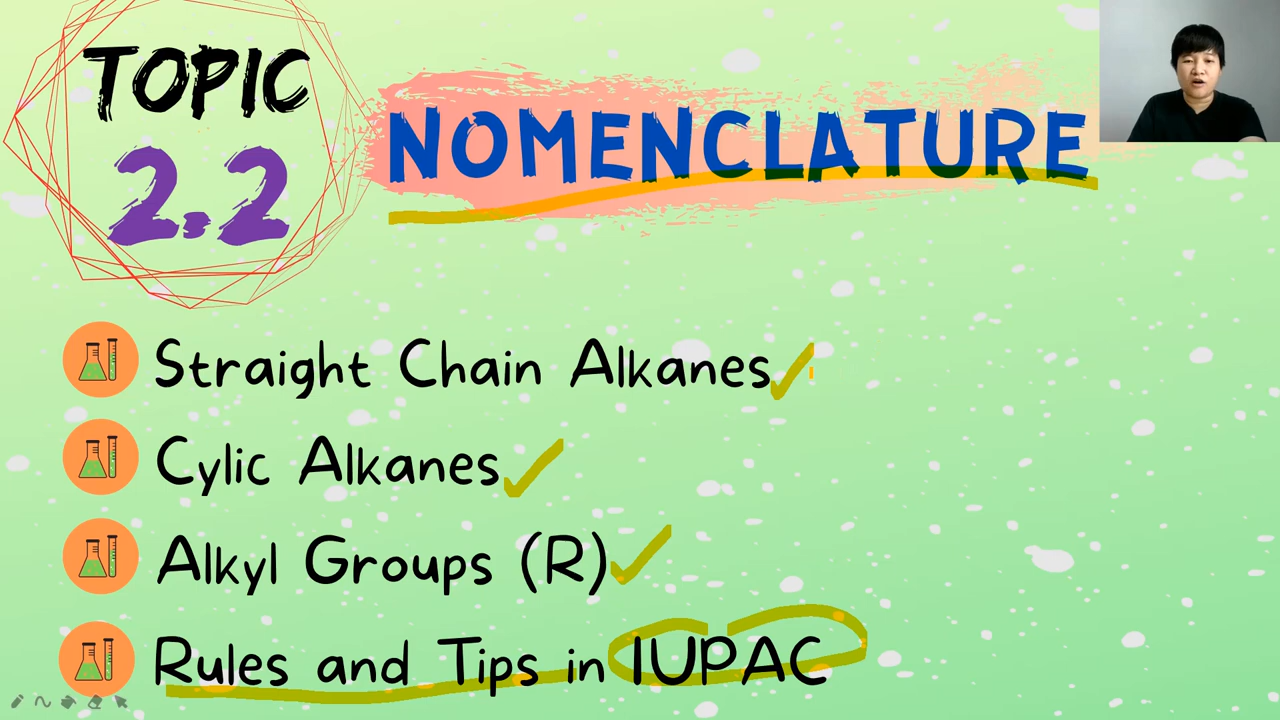 TOPIC
2.2
NOMENCLATURE
Straight Chain Alkanes
Cylic Alkanes
Alkyl Groups (R)
Rules and Tips in IUPAC